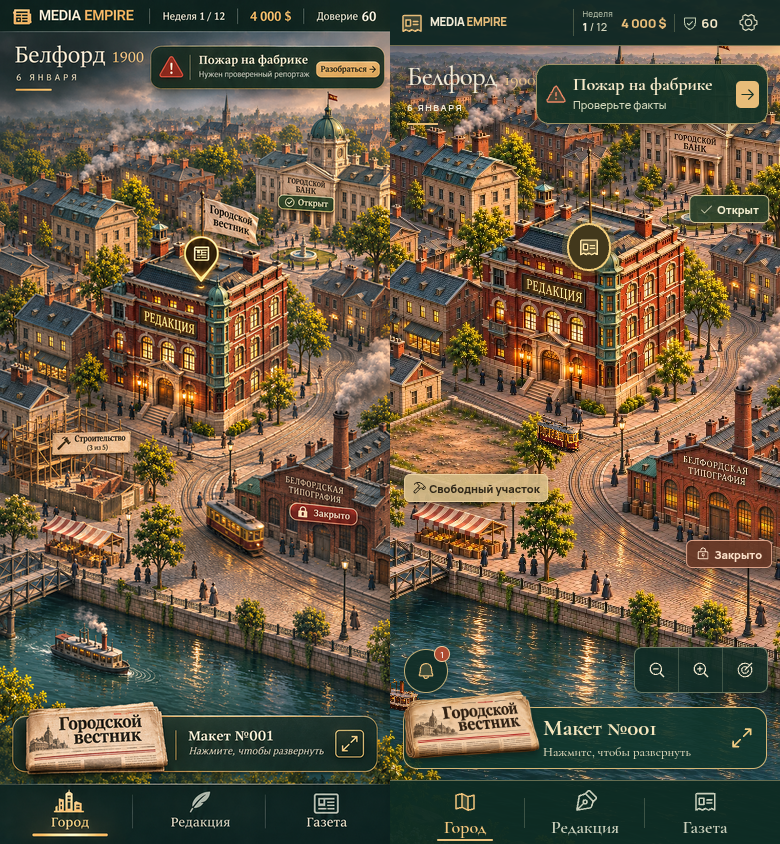 MEDIA EMPIRE
Неделя 1 / 12
4 000 $
Доверие 60
Белфорд 1900
6 ЯНВАРЯ
Пожар на фабрике
Нужен проверенный репортаж
Разобраться →
ГОРОДСКОЙ
БАНК
Открыт
Городской
вестник
РЕДАКЦИЯ
Строительство
(3 из 5)
БЕЛФОРДСКАЯ
ТИПОГРАФИЯ
Закрыто
Городской
вестник
Макет №001
Нажмите, чтобы развернуть
Город
Редакция
Газета
MEDIA EMPIRE
Неделя
1 / 12
4 000 $
60
Белфорд 1900
6 ЯНВАРЯ
Пожар на фабрике
Проверьте факты
ГОРОДСКОЙ
БАНК
Открыт
РЕДАКЦИЯ
Свободный участок
БЕЛФОРДСКАЯ
ТИПОГРАФИЯ
Закрыто
1
Городской
вестник
Макет №001
Нажмите, чтобы развернуть
Город
Редакция
Газета